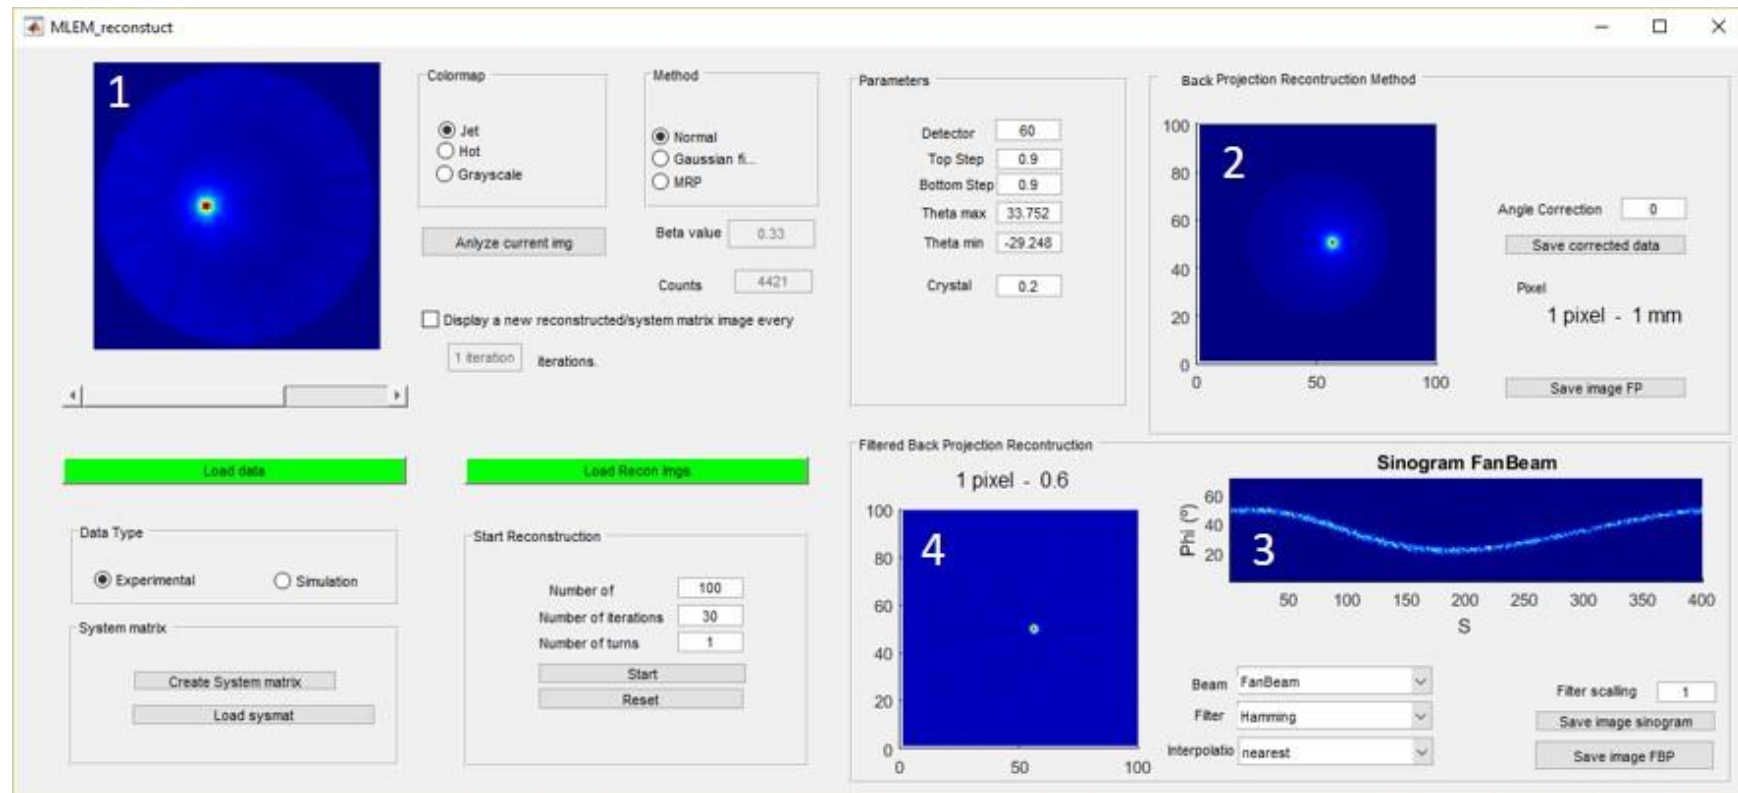 MLEM_reconstuct
1
Colormap
Jet
Hot
Grayscale
Anlyze current img
Method
Normal
Gaussian fi...
MRP
Beta value 0.33
Counts 4421
Display a new reconstructed/system matrix image every
1 iteration iterations.
Parameters
Detector 60
Top Step 0.9
Bottom Step 0.9
Theta max 33.752
Theta min -29.248
Crystal 0.2
Back Projection Reconstruction Method
2
100
80
60
40
20
0
0 50 100
Angle Correction 0
Save corrected data
Pixel
1 pixel - 1 mm
Save image FP
Load data
Load Recon Imgs
Data Type
Experimental Simulation
System matrix
Create System matrix
Load sysmat
Start Reconstruction
Number of 100
Number of iterations 30
Number of turns 1
Start
Reset
Filtered Back Projection Recontruction
1 pixel - 0.6
4
100
80
60
40
20
0
0 50 100
Sinogram FanBeam
Phi (º)
60
40
20
3
50 100 150 200 250 300 350 400
S
Beam FanBeam
Filter Hamming
Interpolatio nearest
Filter scalling 1
Save image sinogram
Save image FBP